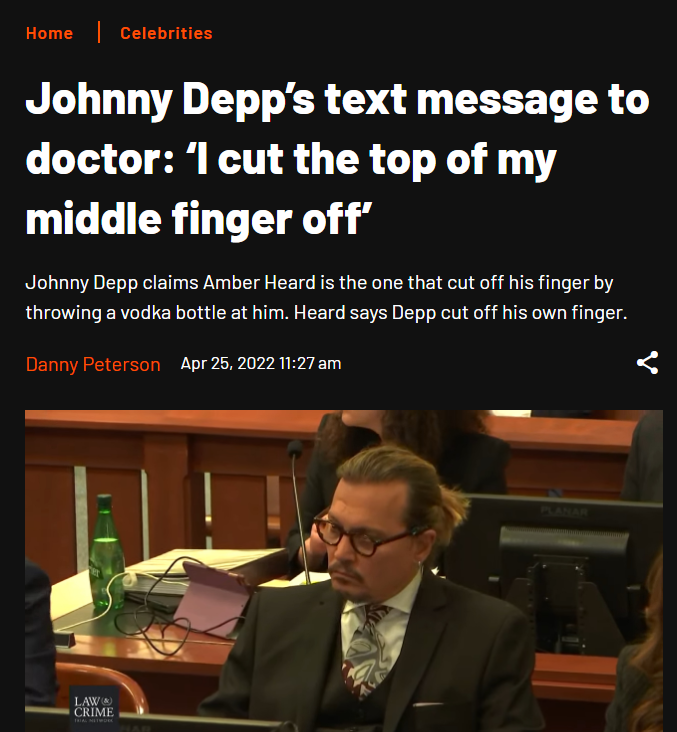 Home | Celebrities
Johnny Depp’s text message to
doctor: ‘I cut the top of my
middle finger off’
Johnny Depp claims Amber Heard is the one that cut off his finger by
throwing a vodka bottle at him. Heard says Depp cut off his own finger.
Danny Peterson Apr 25, 2022 11:27 am
PLANAR
LAW &
CRIME
TRIAL NETWORK